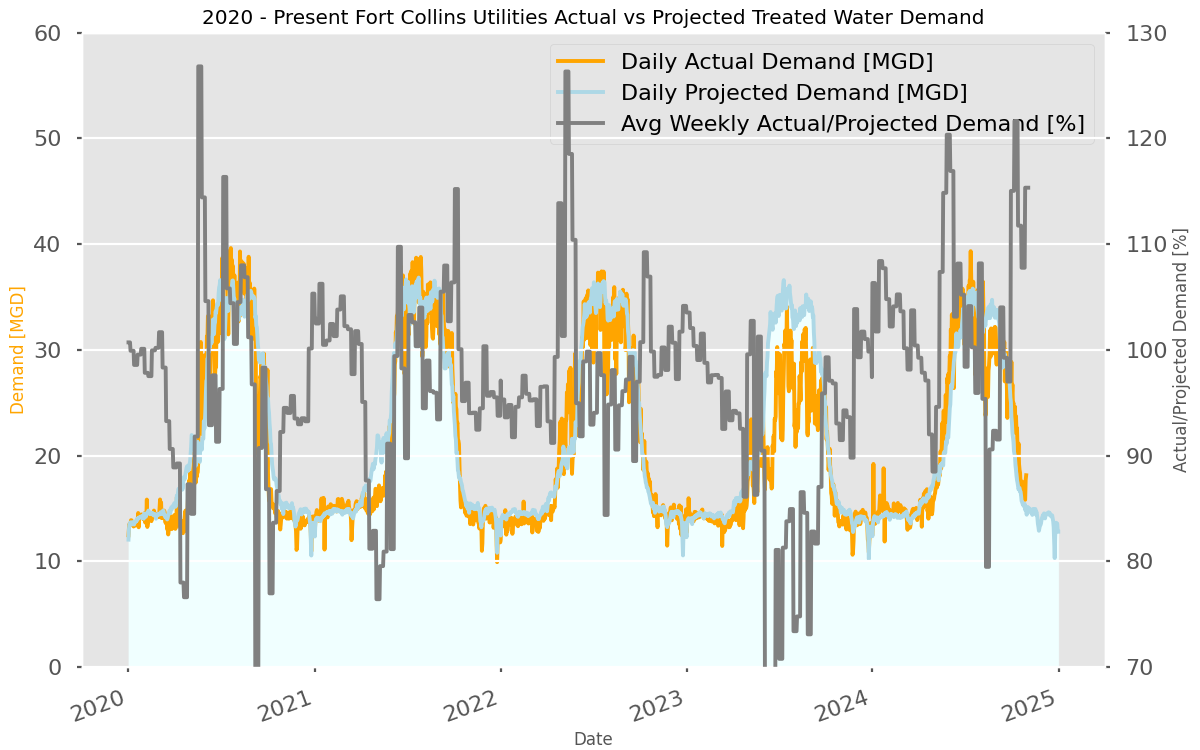 2020 - Present Fort Collins Utilities Actual vs Projected Treated Water Demand
60
50
40
30
20
10
0
Demand [MGD]
Daily Actual Demand [MGD]
Daily Projected Demand [MGD]
Avg Weekly Actual/Projected Demand [%]
130
120
110
100
90
80
70
Actual/Projected Demand [%]
2020
2021
2022
2023
2024
2025
Date